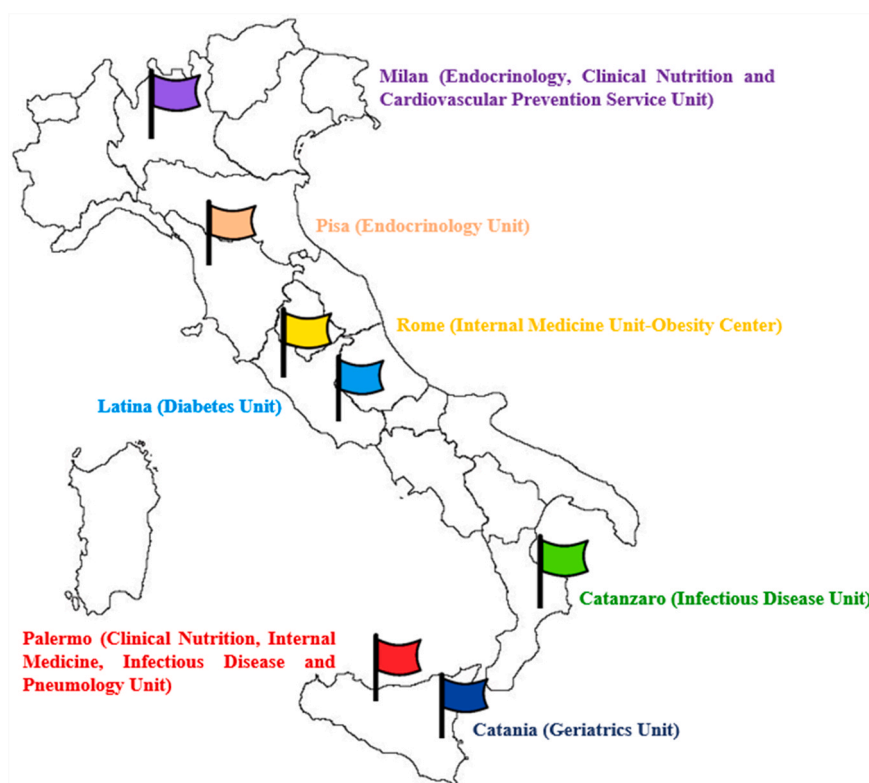 Milan (Endocrinology, Clinical Nutrition and
Cardiovascular Prevention Service Unit)
Pisa (Endocrinology Unit)
Rome (Internal Medicine Unit-Obesity Center)
Latina (Diabetes Unit)
Catanzaro (Infectious Disease Unit)
Palermo (Clinical Nutrition, Internal
Medicine, Infectious Disease and
Pneumology Unit)
Catania (Geriatrics Unit)